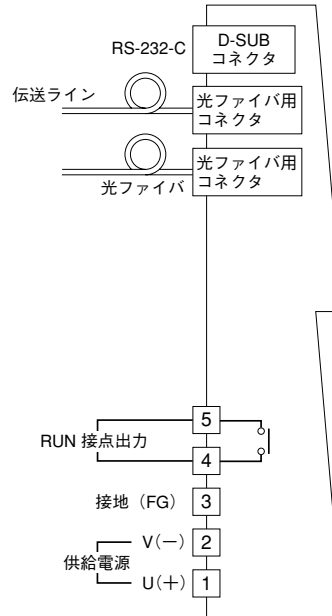 RS-232-C
D-SUB
コネクタ
伝送ライン
光ファイバ用
コネクタ
光ファイバ
光ファイバ用
コネクタ
5
RUN 接点出力
4
接地（FG）
3
V(－)
2
供給電源
U(＋)
1